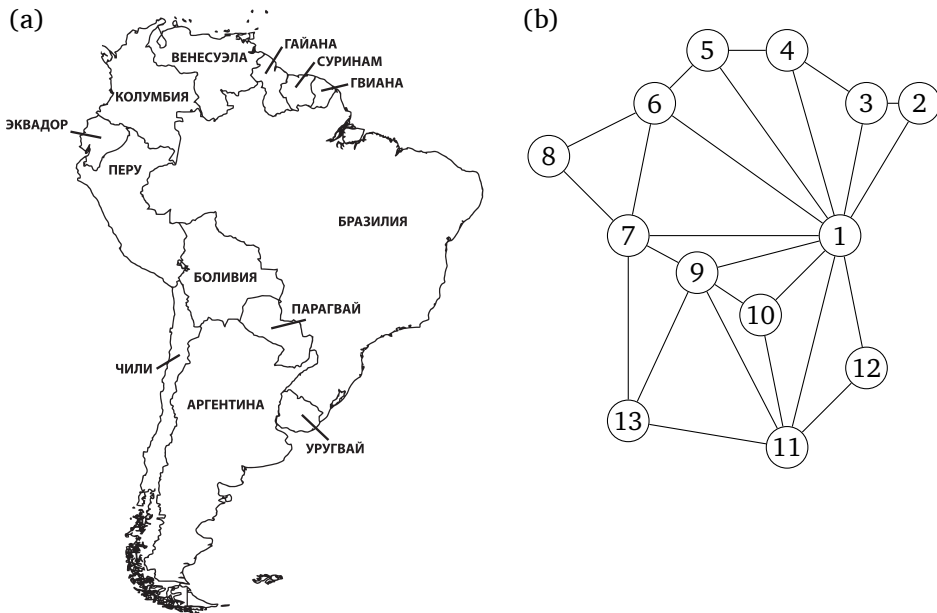 (a)
ГАЙАНА
ВЕНЕСУЭЛА
СУРИНАМ
ГВИАНА
КОЛУМБИЯ
ЭКВАДОР
ПЕРУ
БРАЗИЛИЯ
БОЛИВИЯ
ПАРАГВАЙ
ЧИЛИ
АРГЕНТИНА
УРУГВАЙ
(b)
5
4
6
3
2
8
7
1
9
10
12
13
11